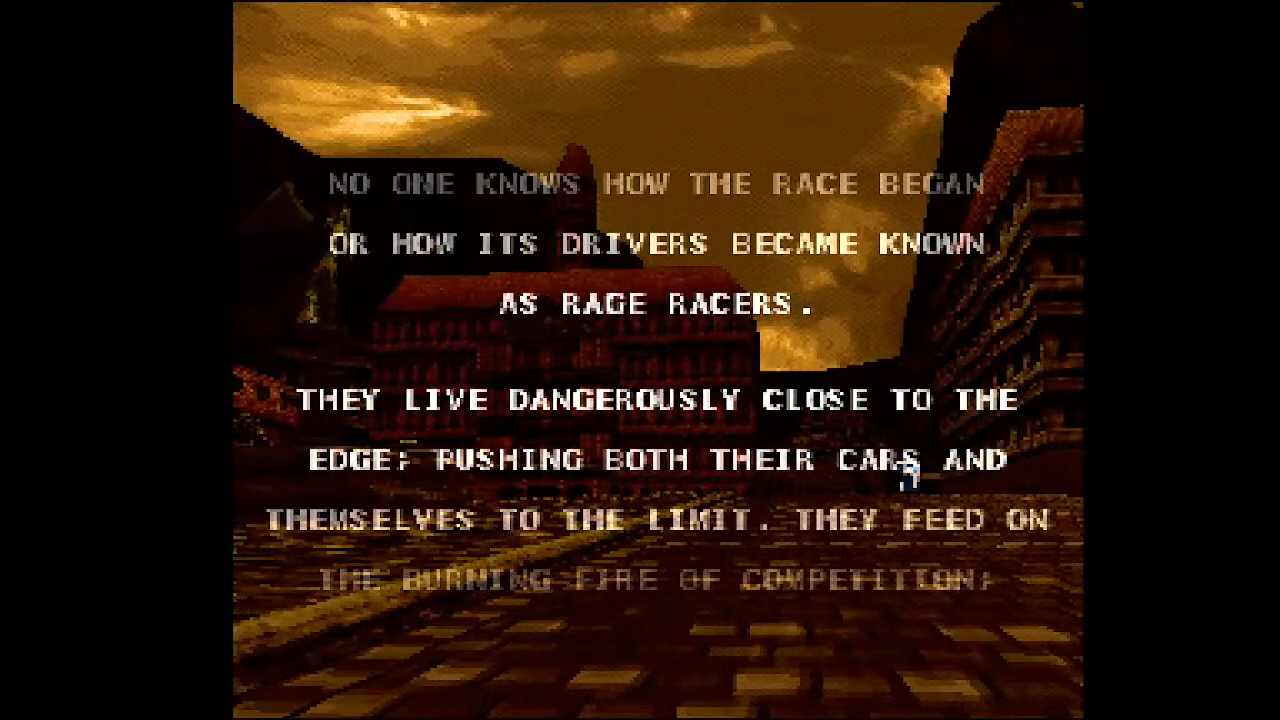 NO ONE KNOWS HOW THE RACE BEGAN
OR HOW ITS DRIVERS BECAME KNOWN
AS RAGE RACERS.
THEY LIVE DANGEROUSLY CLOSE TO THE
EDGE; PUSHING BOTH THEIR CARS AND
THEMSELVES TO THE LIMIT. THEY FEED ON
THE BURNING FIRE OF COMPETITION;